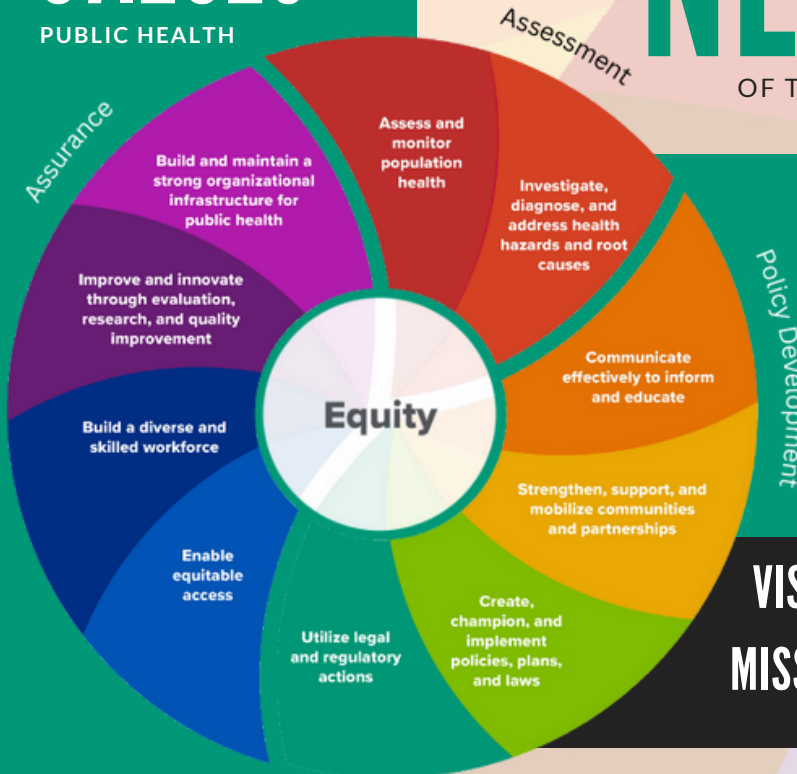 PUBLIC HEALTH
OF T
Assessment
Assurance
Policy Development
Assess and
monitor
population
health
Investigate,
diagnose, and
address health
hazards and root
causes
Communicate
effectively to inform
and educate
Strengthen, support, and
mobilize communities
and partnerships
Create,
champion, and
implement
policies, plans,
and laws
Utilize legal
and regulatory
actions
Enable
equitable
access
Build a diverse and
skilled workforce
Improve and innovate
through evaluation,
research, and quality
improvement
Build and maintain a
strong organizational
infrastructure for
public health
Equity
VIS
MISS